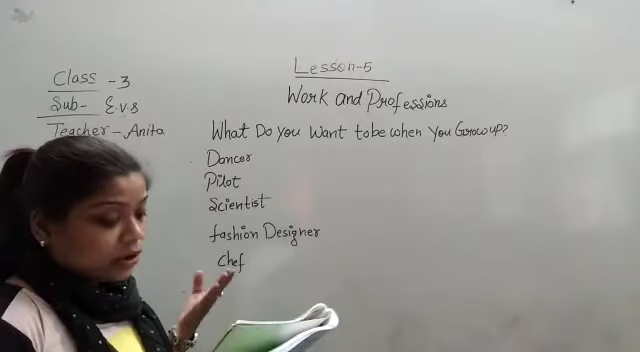 Class - 3
Sub- E.V.S
Teacher - Anita
Lesson-5
Work and Professions
What Do you Want to be when you Grow up?
Dancer
Pilot
Scientist
fashion Designer
Chef